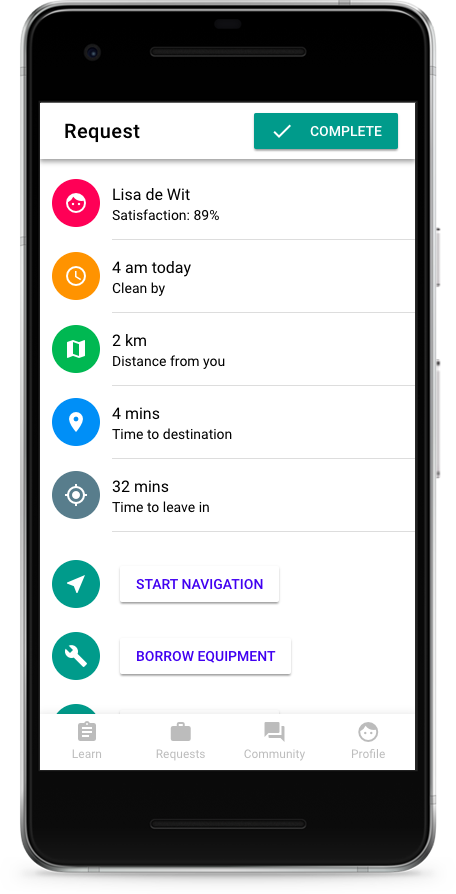 Request
COMPLETE
Lisa de Wit
Satisfaction: 89%
4 am today
Clean by
2 km
Distance from you
4 mins
Time to destination
32 mins
Time to leave in
START NAVIGATION
BORROW EQUIPMENT
Learn
Requests
Community
Profile